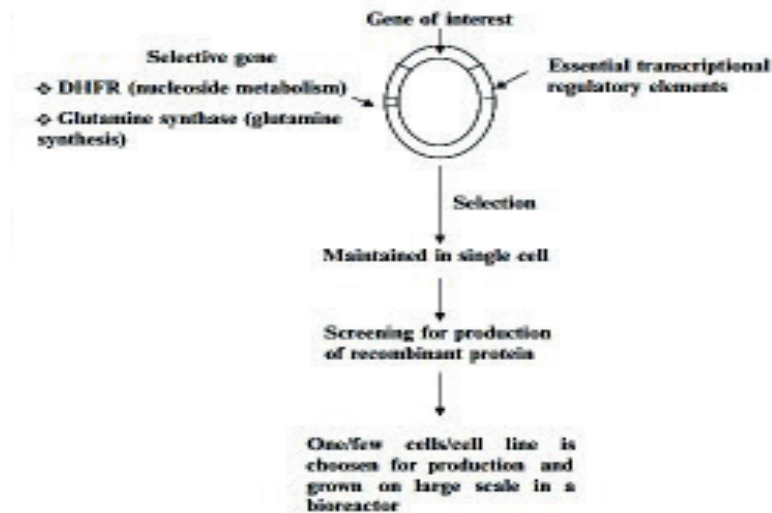 Gene of interest
Selective gene
❖ DHFR (nucleoside metabolism)
❖ Glutamine synthase (glutamine
synthesis)
Essential transcriptional
regulatory elements
Selection
Maintained in single cell
Screening for production
of recombinant protein
One/few cells/cell line is
choosen for production and
grown on large scale in a
bioreactor